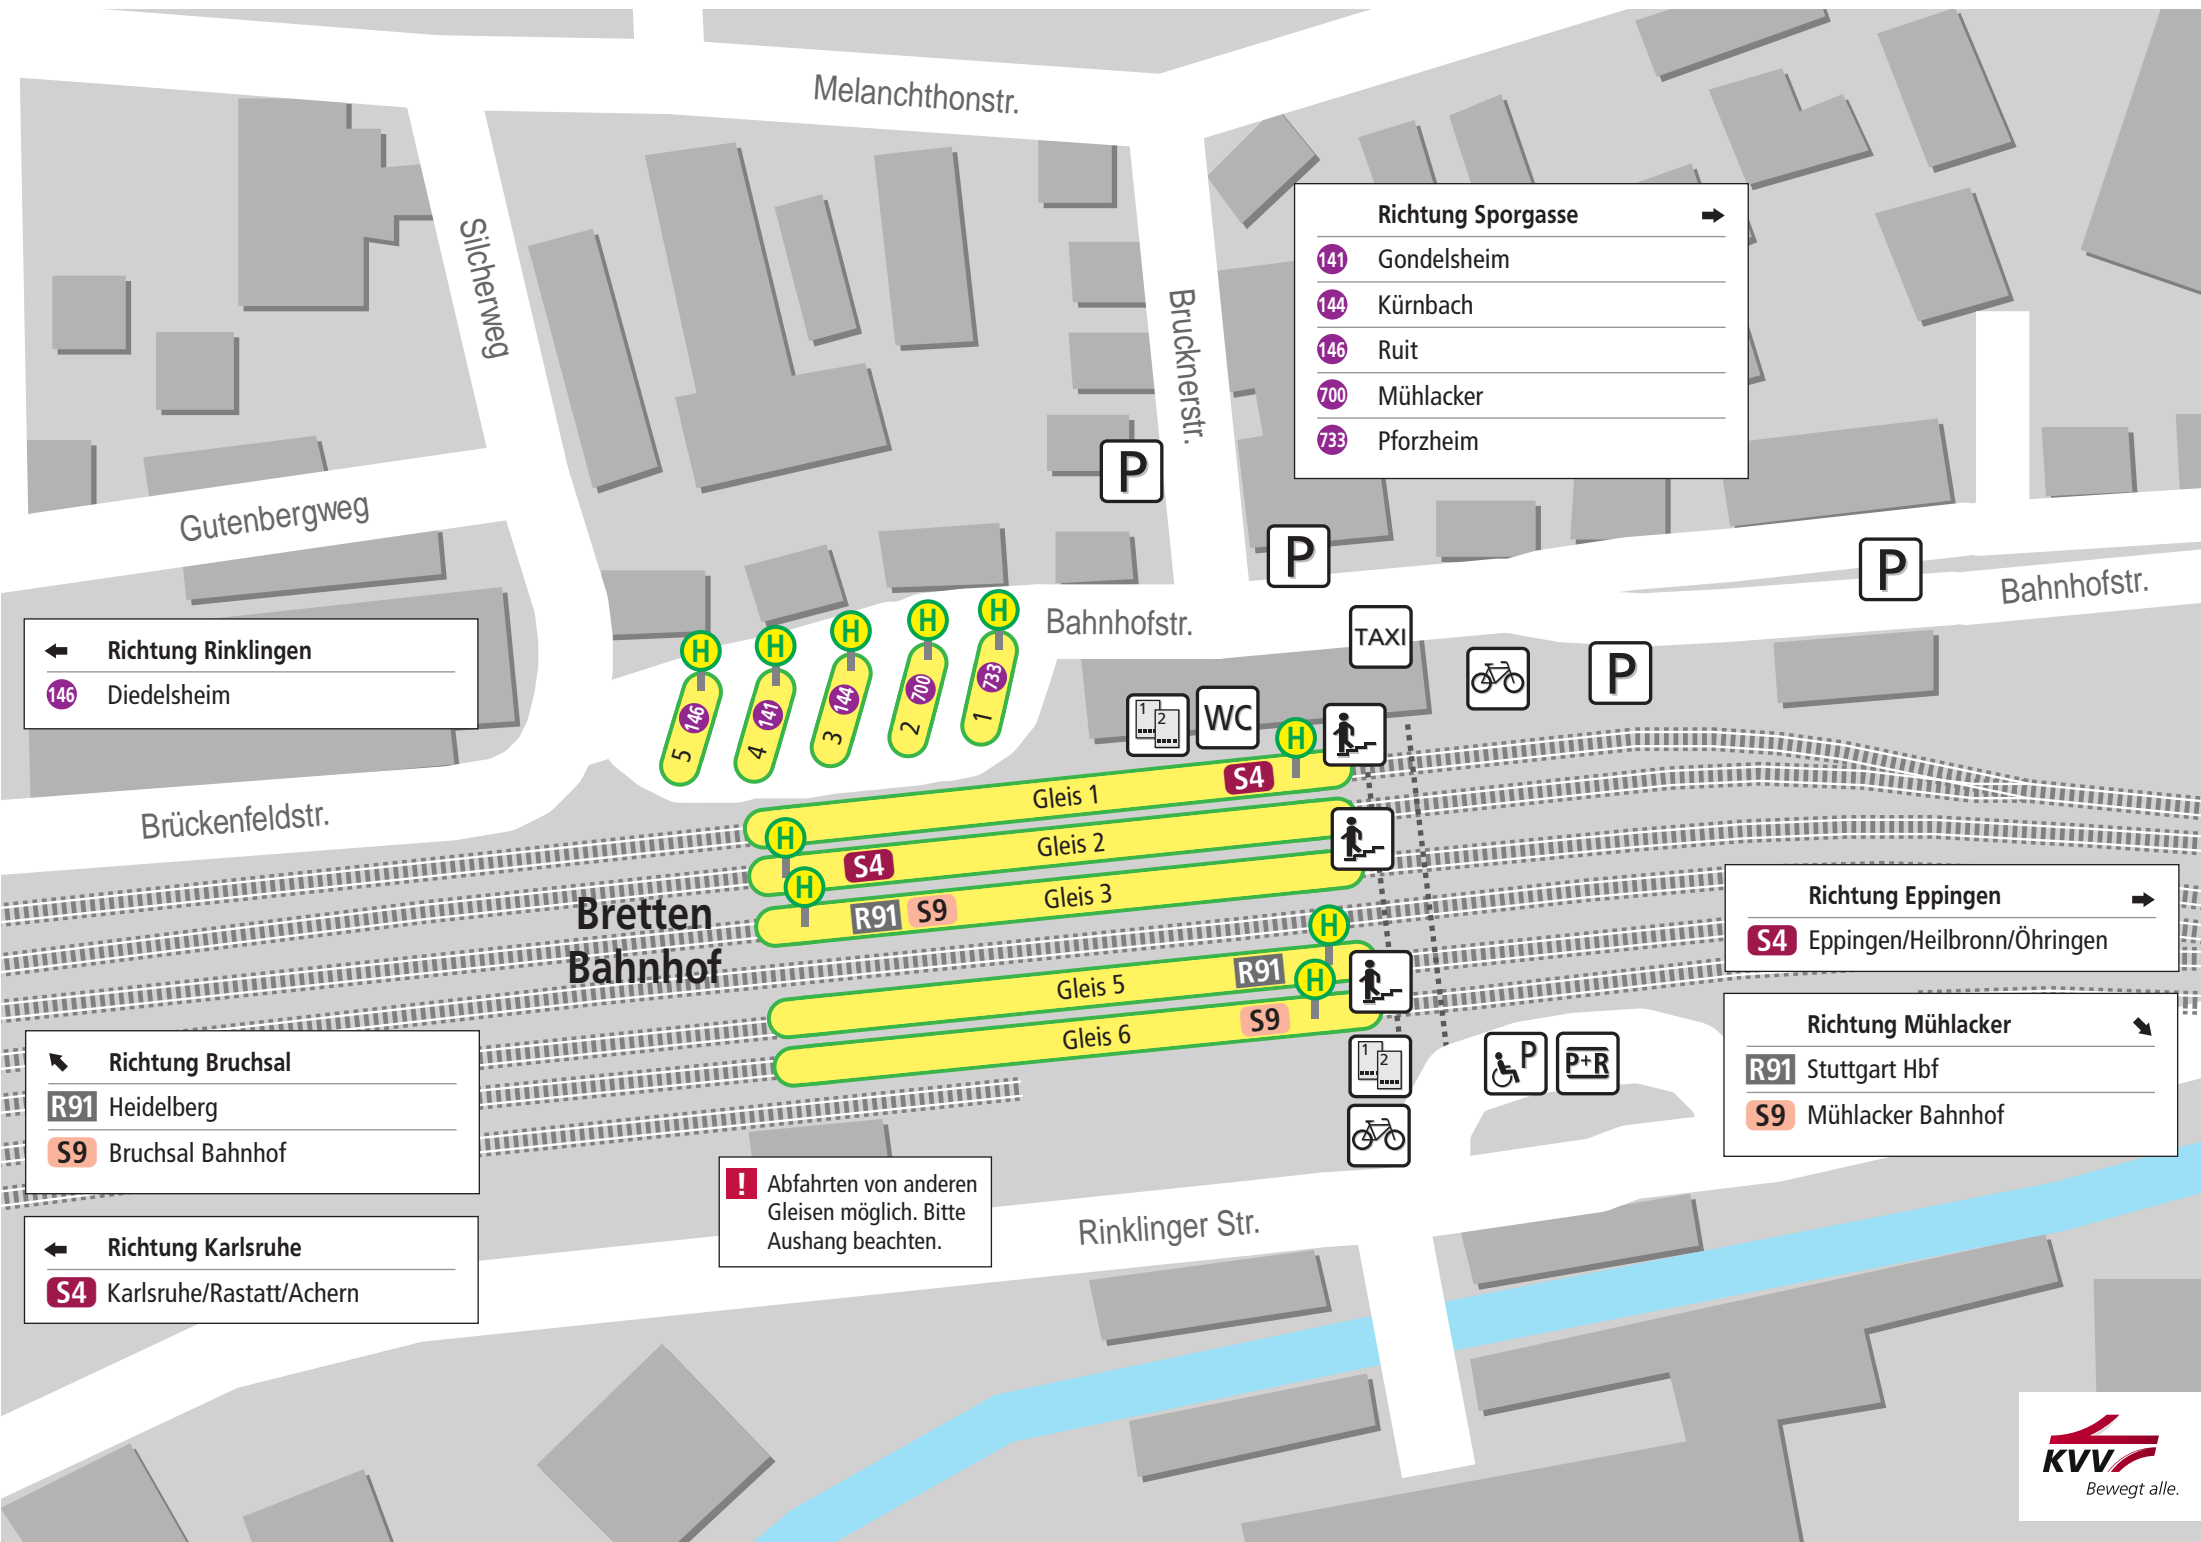 Melanchthonstr.
Silcherweg
Brucknerstr.
Richtung Sporgasse
141 Gondelsheim
144 Kürnbach
146 Ruit
700 Mühlacker
733 Pforzheim
P
Gutenbergweg
P
P
Bahnhofstr.
Bahnhofstr.
Richtung Rinklingen
146 Diedelsheim
H
H
H
H
H
146
141
144
700
733
5
4
3
2
1
TAXI
P
1 2
WC
H
Brückenfeldstr.
Gleis 1
S4
H
S4
Gleis 2
H
R91 S9
Gleis 3
Bretten
Bahnhof
H
Gleis 5
R91
H
Gleis 6
S9
Richtung Eppingen
S4 Eppingen/Heilbronn/Öhringen
Richtung Mühlacker
R91 Stuttgart Hbf
S9 Mühlacker Bahnhof
1 2
P
P+R
Richtung Bruchsal
R91 Heidelberg
S9 Bruchsal Bahnhof
! Abfahrten von anderen
Gleisen möglich. Bitte
Aushang beachten.
Rinklinger Str.
Richtung Karlsruhe
S4 Karlsruhe/Rastatt/Achern
KVV
Bewegt alle.